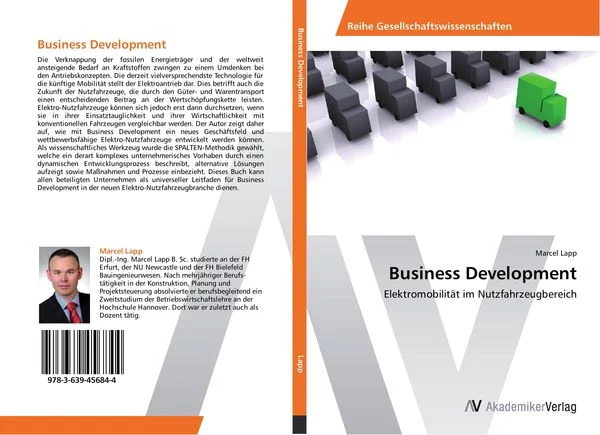 Business Development
Die Verknappung der fossilen Energieträger und der weltweit
ansteigende Bedarf an Kraftstoffen zwingen zu einem Umdenken bei
den Antriebskonzepten. Die derzeit vielversprechendste Technologie für
die künftige Mobilität stellt der Elektroantrieb dar. Dies betrifft auch die
Zukunft der Nutzfahrzeuge, die durch den Güter- und Warentransport
einen entscheidenden Beitrag an der Wertschöpfungskette leisten.
Elektro-Nutzfahrzeuge können sich jedoch erst dann durchsetzen, wenn
sie in ihrer Einsatztauglichkeit und ihrer Wirtschaftlichkeit mit
konventionellen Fahrzeugen vergleichbar werden. Der Autor zeigt daher
auf, wie mit Business Development ein neues Geschäftsfeld und
wettbewerbsfähige Elektro-Nutzfahrzeuge entwickelt werden können.
Als wissenschaftliches Werkzeug wurde die SPALTEN-Methodik gewählt,
welche ein derart komplexes unternehmerisches Vorhaben durch einen
dynamischen Entwicklungsprozess beschreibt, alternative Lösungen
aufzeigt sowie Maßnahmen und Prozesse einbezieht. Dieses Buch kann
allen beteiligten Unternehmen als universeller Leitfaden für Business
Development in der neuen Elektro-Nutzfahrzeugbranche dienen.
Marcel Lapp
Dipl.-Ing. Marcel Lapp B. Sc. studierte an der FH
Erfurt, der NU Newcastle und der FH Bielefeld
Bauingenieurwesen. Nach mehrjähriger Berufs-
tätigkeit in der Konstruktion, Planung und
Projektsteuerung absolvierte er berufsbegleitend ein
Zweitstudium der Betriebswirtschaftslehre an der
Hochschule Hannover. Dort war er zuletzt auch als
Dozent tätig.
978-3-639-45684-4
Business Development
Lapp
Reihe Gesellschaftswissenschaften
Marcel Lapp
Business Development
Elektromobilität im Nutzfahrzeugbereich
AV AkademikerVerlag